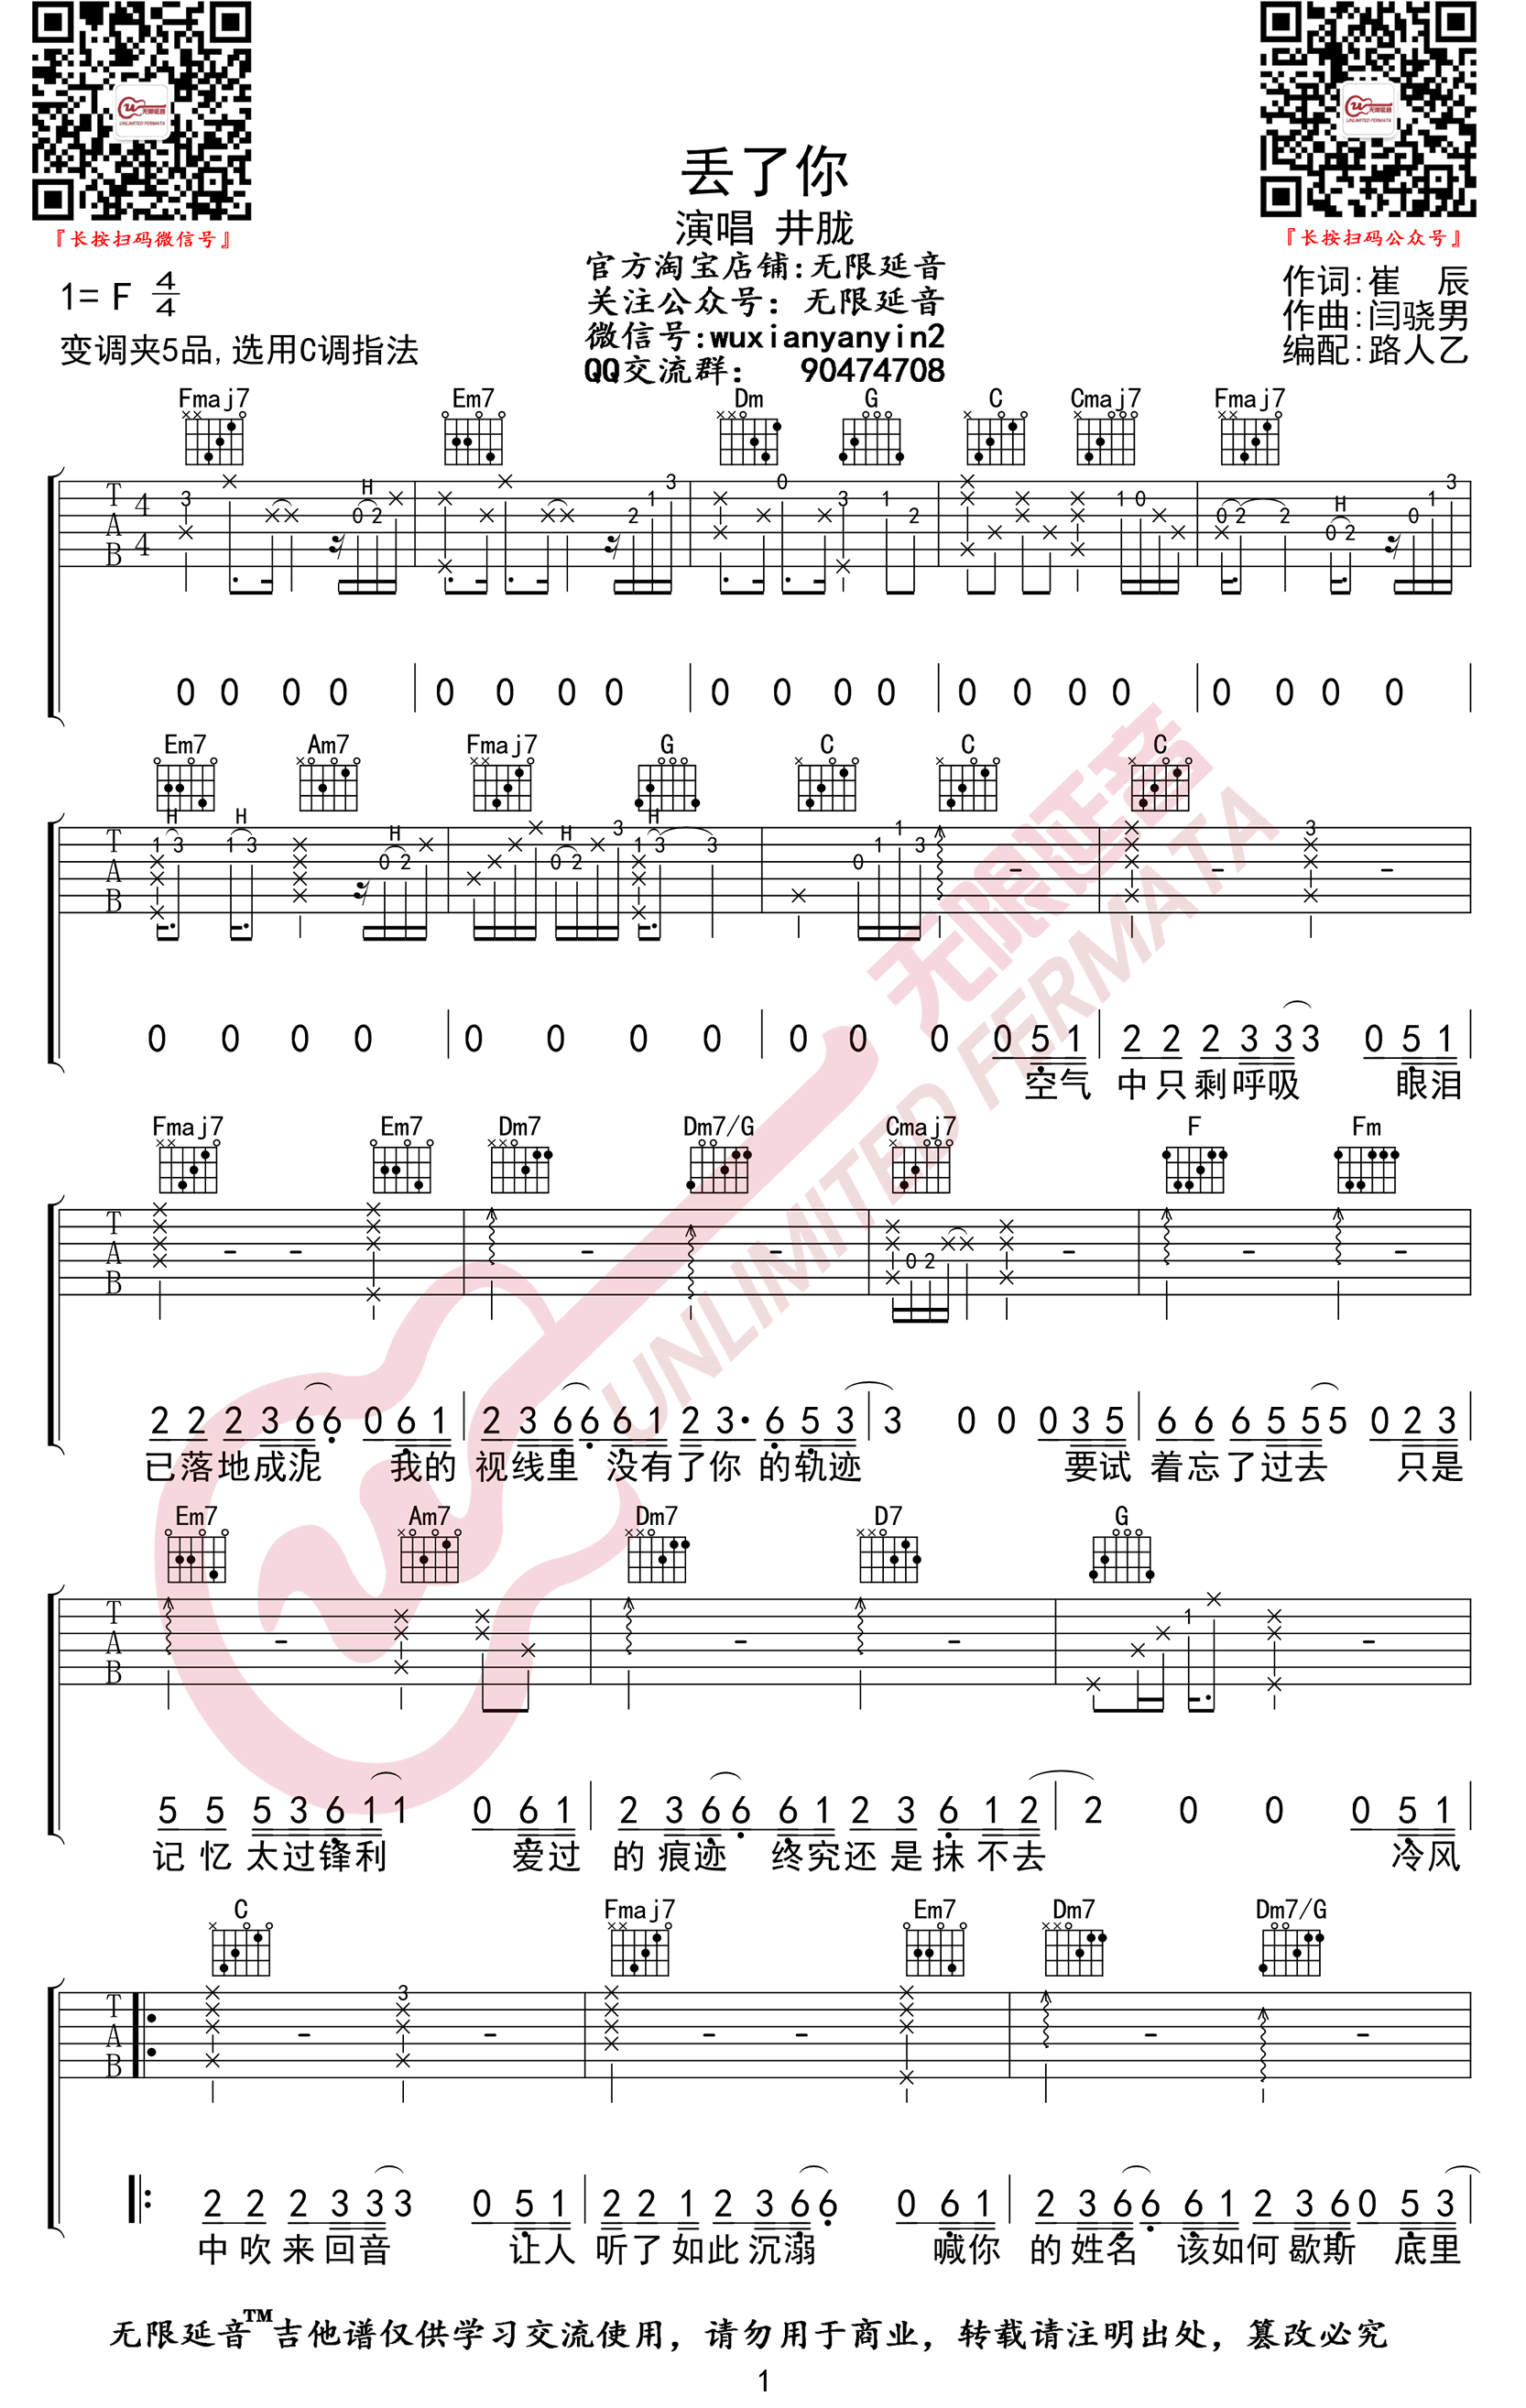 无限延音
UNLIMITED FERMATA
无限延音
UNLIMITED FERMATA
『长按扫码微信号』
『长按扫码公众号』
丢了你
演唱 井胧
官方淘宝店铺:无限延音
关注公众号: 无限延音
微信号:wuxianyanyin2
QQ交流群: 90474708
1= F 4/4
变调夹5品,选用C调指法
作词:崔 辰
作曲:闫骁男
编配:路人乙
Fmaj7 Em7 Dm G C Cmaj7 Fmaj7
0 0 0 0 0 0 0 0 0 0 0 0 0 0 0 0 0 0 0 0
Em7 Am7 Fmaj7 G C C C
0 0 0 0 0 0 0 0 0 0 0 0 5 1 2 2 2 3 3 3 0 5 1
空气 中只剩呼吸 眼泪
Fmaj7 Em7 Dm7 Dm7/G Cmaj7 F Fm
2 2 2 3 6 6 0 6 1 2 3 6 6 6 1 2 3· 6 5 3 3 0 0 0 3 5 6 6 6 5 5 5 0 2 3
已落地成泥 我的 视线里 没有了你 的轨迹 要试 着忘了过去 只是
Em7 Am7 Dm7 D7 G
5 5 5 3 6 1 1 0 6 1 2 3 6 6 6 1 2 3 6 1 2 2 0 0 0 5 1
记忆 太过锋利 爱过 的 痕迹 终究还是抹不去 冷风
C Fmaj7 Em7 Dm7 Dm7/G
2 2 2 3 3 3 0 5 1 2 2 1 2 3 6 6 0 6 1 2 3 6 6 6 1 2 3 6 0 5 3
中吹来回音 让人 听了如此沉溺 喊你 的姓名 该如何歇斯 底里
无限延音
UNLIMITED FERMATA
无限延音™吉他谱仅供学习交流使用，请勿用于商业，转载请注明出处，篡改必究
1